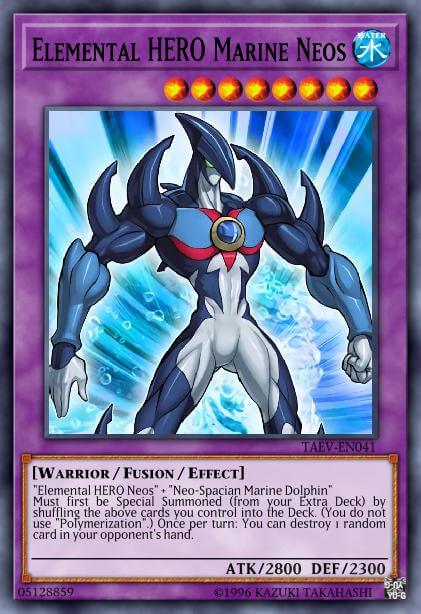 Elemental HERO Marine Neos
WATER
水
TAEV-EN041
[Warrior / Fusion / Effect]
"Elemental HERO Neos" + "Neo-Spacian Marine Dolphin"
Must first be Special Summoned (from your Extra Deck) by
shuffling the above cards you control into the Deck. (You do not
use "Polymerization".) Once per turn: You can destroy 1 random
card in your opponent's hand.
ATK/2800 DEF/2300
05128859
©1996 KAZUKI TAKAHASHI